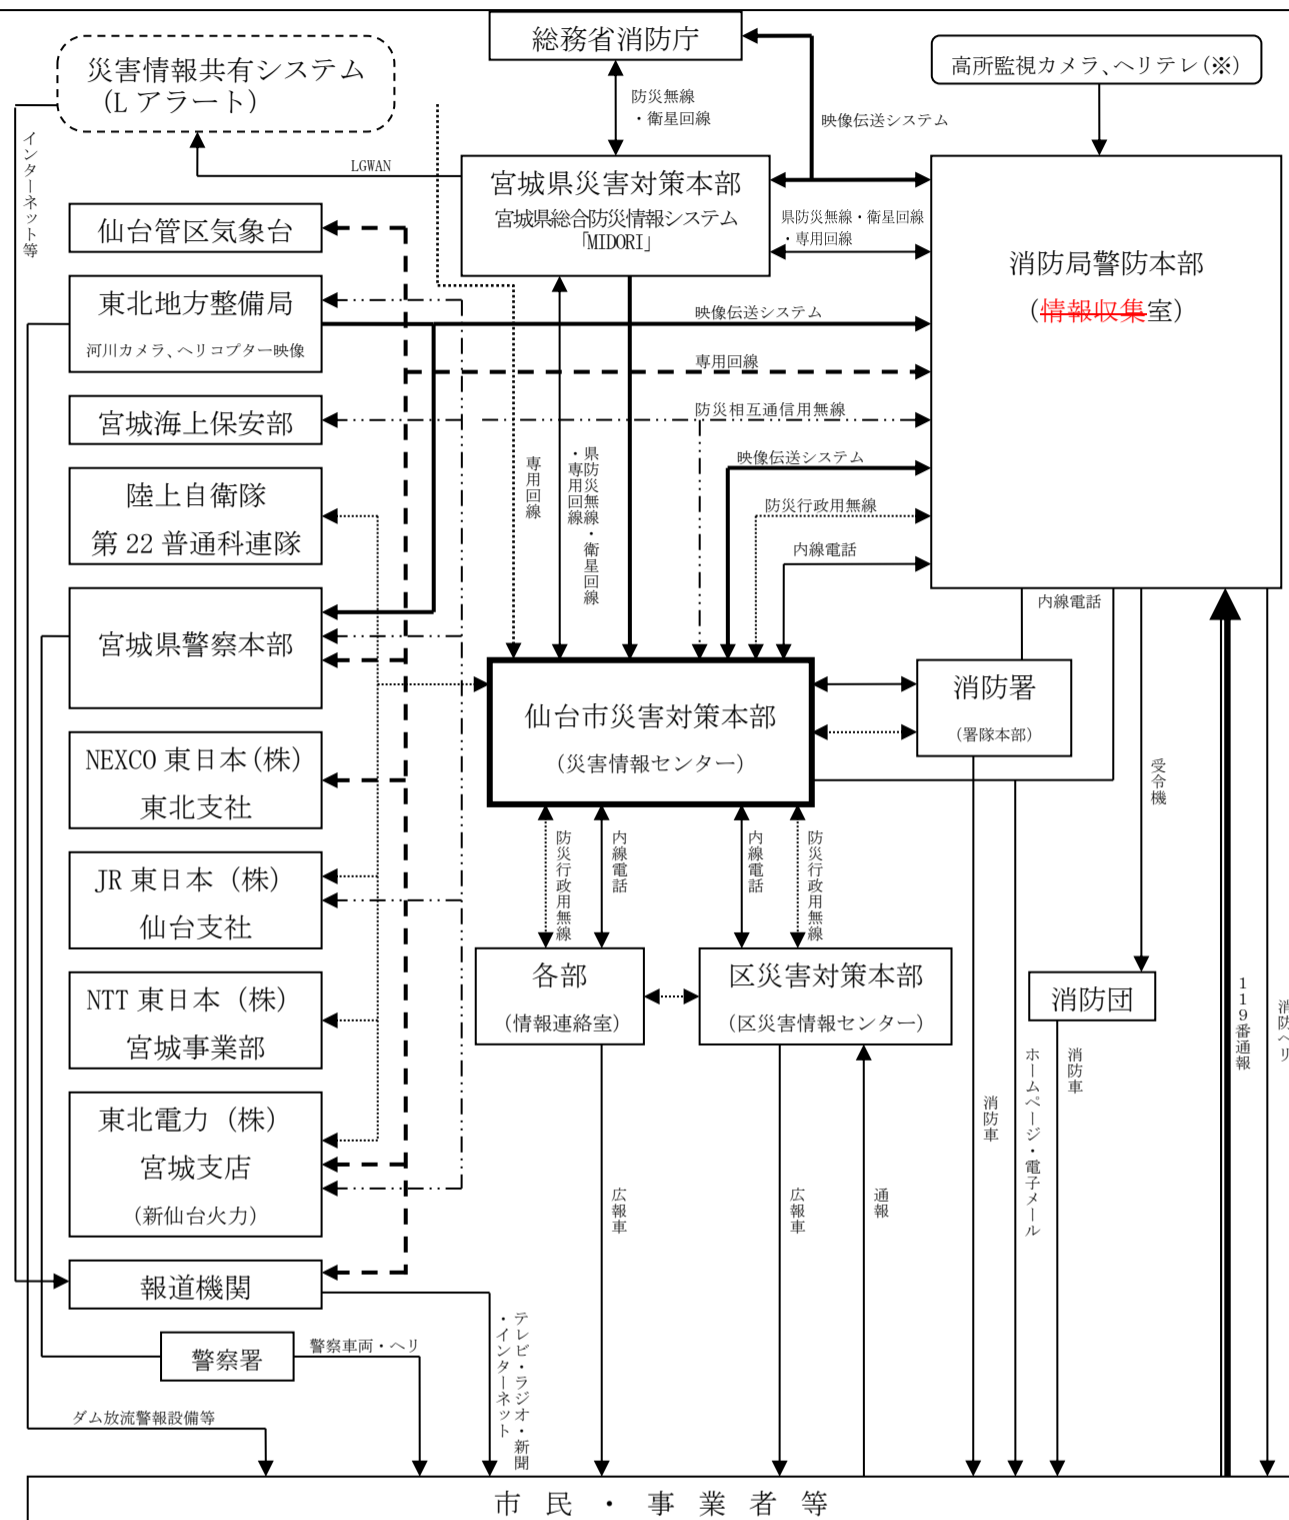 総務省消防庁
災害情報共有システム
(Lアラート)
高所監視カメラ、ヘリテレ(※)
防災無線
・衛星回線
映像伝送システム
インターネット等
LGWAN
宮城県災害対策本部
宮城県総合防災情報システム
「MIDORI」
県防災無線・衛星回線
・専用回線
仙台管区気象台
消防局警防本部
(情報収集室)
東北地方整備局
河川カメラ、ヘリコプター映像
映像伝送システム
専用回線
宮城海上保安部
防災相互通信用無線
専用回線
県防災無線・衛星回線
・専用回線
映像伝送システム
陸上自衛隊
第22普通科連隊
防災行政用無線
内線電話
宮城県警察本部
内線電話
仙台市災害対策本部
(災害情報センター)
消防署
(署隊本部)
NEXCO東日本(株)
東北支社
受令機
防災行政用無線
内線電話
内線電話
防災行政用無線
JR東日本(株)
仙台支社
各部
(情報連絡室)
区災害対策本部
(区災害情報センター)
消防団
NTT東日本(株)
宮城事業部
119番通報
消防ヘリ
東北電力(株)
宮城支店
(新仙台火力)
消防車
ホームページ・電子メール
消防車
広報車
広報車
通報
報道機関
テレビ・ラジオ・新聞
・インターネット
警察署
警察車両・ヘリ
ダム放流警報設備等
市民・事業者等